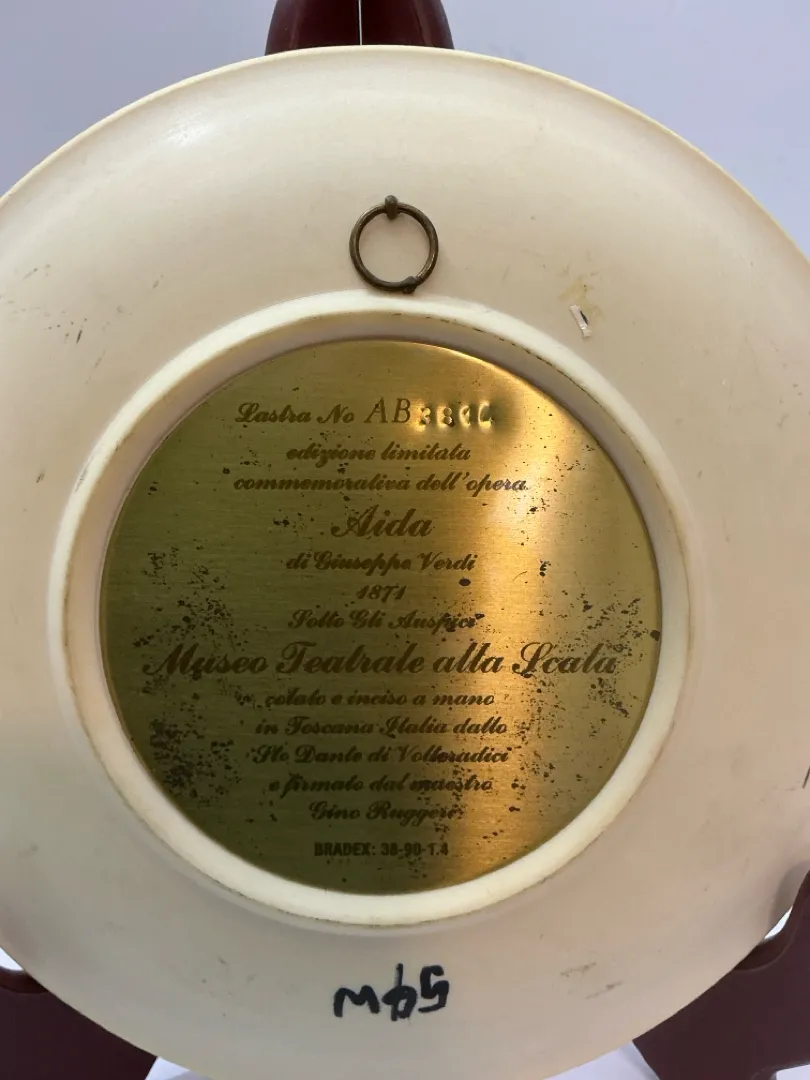 Lastra No AB
edizione limitata
commemorativa dell'opera
Aida
di Giuseppe Verdi
1871
Sotto Gli Auspici
Museo Teatrale alla Scala
colato e inciso a mano
in Toscana Italia dallo
Sto Dante di Volteradici
e firmato dal maestro
Gino Ruggeri
BRADEX: 38-90-1.4